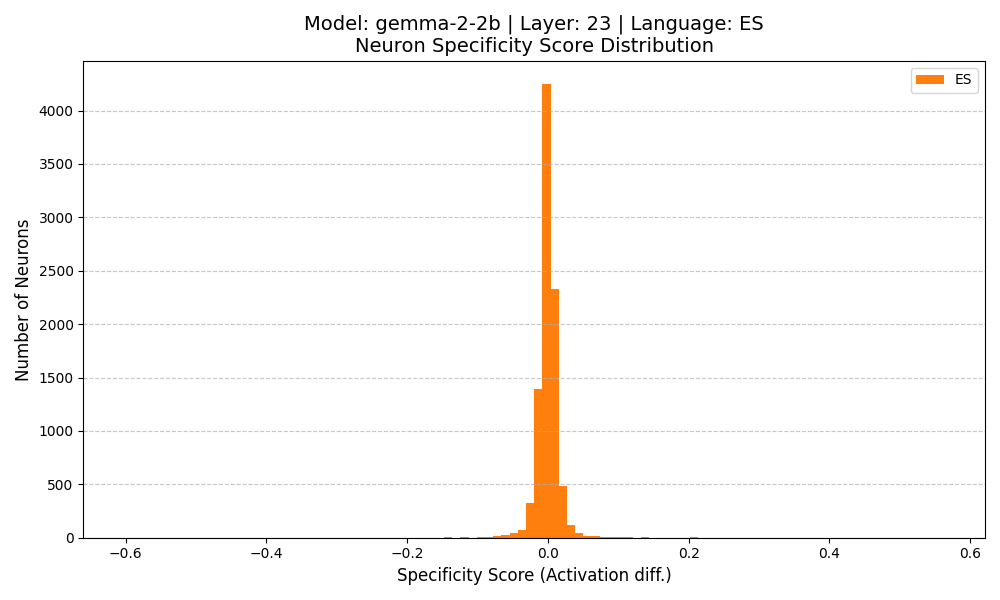 Model: gemma-2-2b | Layer: 23 | Language: ES
Neuron Specificity Score Distribution
ES
Number of Neurons
4000
3500
3000
2500
2000
1500
1000
500
0
−0.6 −0.4 −0.2 0.0 0.2 0.4 0.6
Specificity Score (Activation diff.)